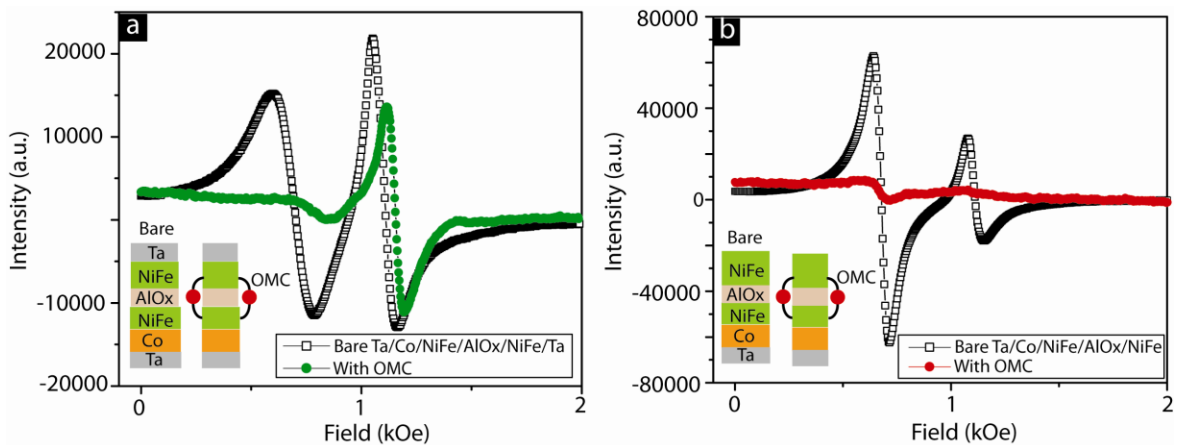 a
20000
10000
0
-10000
-20000
Intensity (a.u.)
Bare
Ta
NiFe
AlOx
NiFe
Co
Ta
OMC
Bare Ta/Co/NiFe/AlOx/NiFe/Ta
With OMC
0
1
2
Field (kOe)
b
80000
40000
0
-40000
-80000
Intensity (a.u.)
Bare
NiFe
AlOx
NiFe
Co
Ta
OMC
Bare Ta/Co/NiFe/AlOx/NiFe
With OMC
0
1
2
Field (kOe)